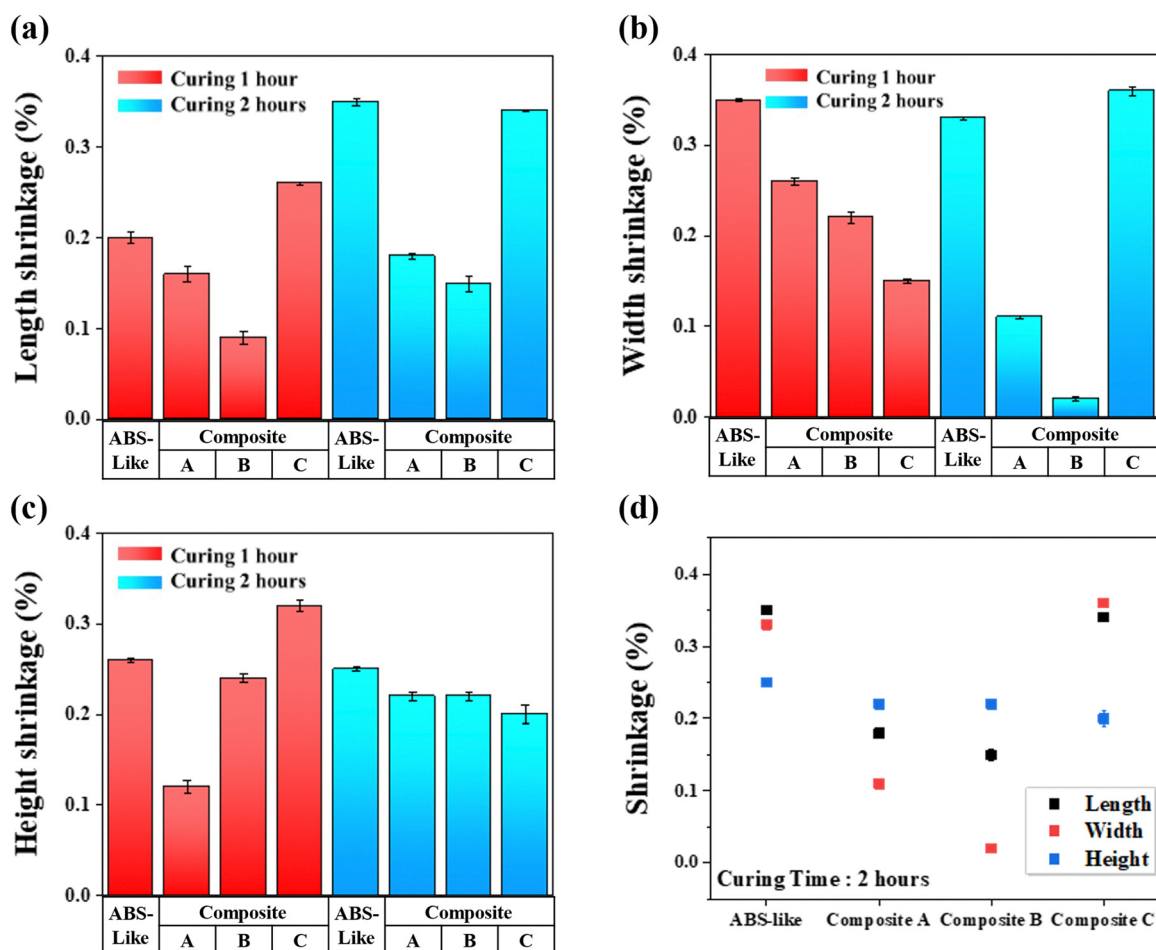 (a)
Length shrinkage (%)
0.4
0.3
0.2
0.1
0.0
Curing 1 hour
Curing 2 hours
ABS-
Like
Composite
A B C
ABS-
Like
Composite
A B C
(b)
Width shrinkage (%)
0.4
0.3
0.2
0.1
0.0
Curing 1 hour
Curing 2 hours
ABS-
Like
Composite
A B C
ABS-
Like
Composite
A B C
(c)
Height shrinkage (%)
0.4
0.3
0.2
0.1
0.0
Curing 1 hour
Curing 2 hours
ABS-
Like
Composite
A B C
ABS-
Like
Composite
A B C
(d)
Shrinkage (%)
0.4
0.3
0.2
0.1
0.0
Length
Width
Height
Curing Time : 2 hours
ABS-like Composite A Composite B Composite C